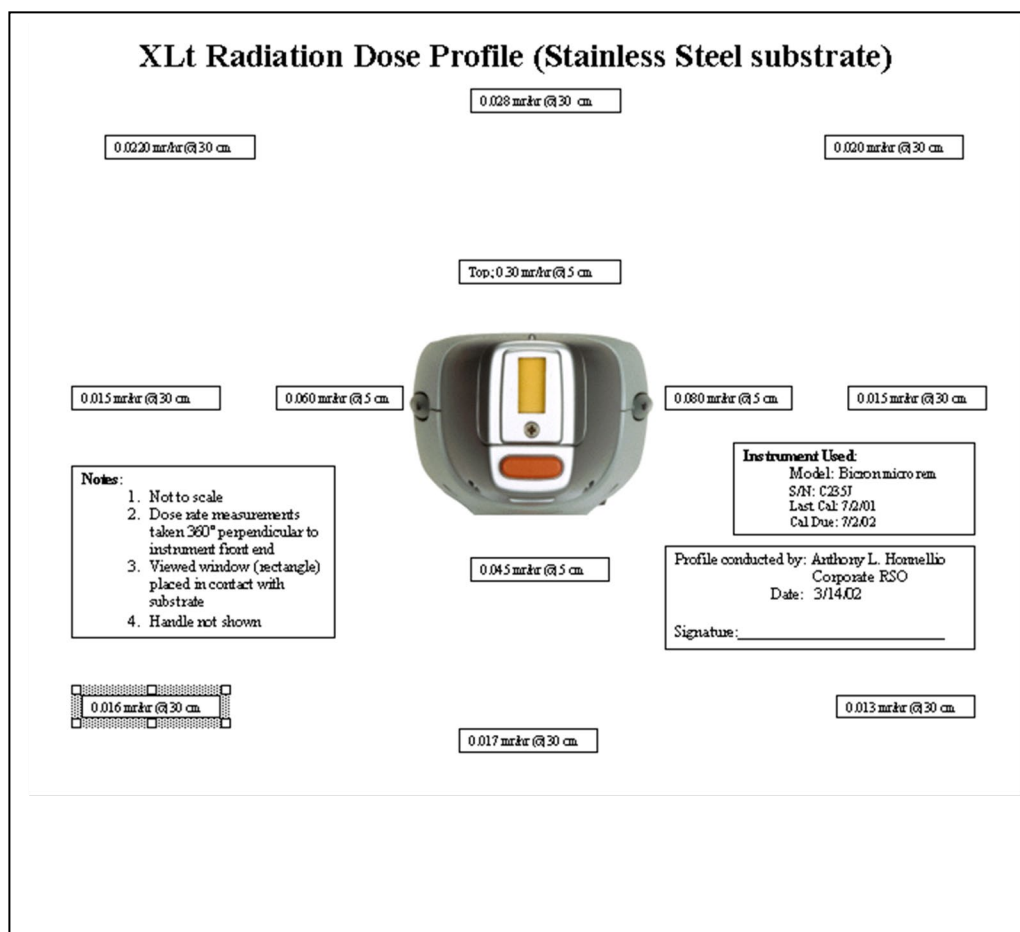 XLt Radiation Dose Profile (Stainless Steel substrate)
0.028 mr/hr @ 30 cm
0.0220 mr/hr @ 30 cm
0.020 mr/hr @ 30 cm
Top; 0.30 mr/hr @ 5 cm
0.015 mr/hr @ 30 cm
0.060 mr/hr @ 5 cm
0.080 mr/hr @ 5 cm
0.015 mr/hr @ 30 cm
Notes:
1. Not to scale
2. Dose rate measurements
taken 360° perpendicular to
instrument front end
3. Viewed window (rectangle)
placed in contact with
substrate
4. Handle not shown
Instrument Used:
Model: Bicron micro rem
S/N: C235J
Last Cal: 7/2/01
Cal Due: 7/2/02
0.045 mr/hr @ 5 cm
Profile conducted by: Anthony L. Honnellio
Corporate RSO
Date: 3/14/02
Signature:
0.016 mr/hr @ 30 cm
0.013 mr/hr @ 30 cm
0.017 mr/hr @ 30 cm